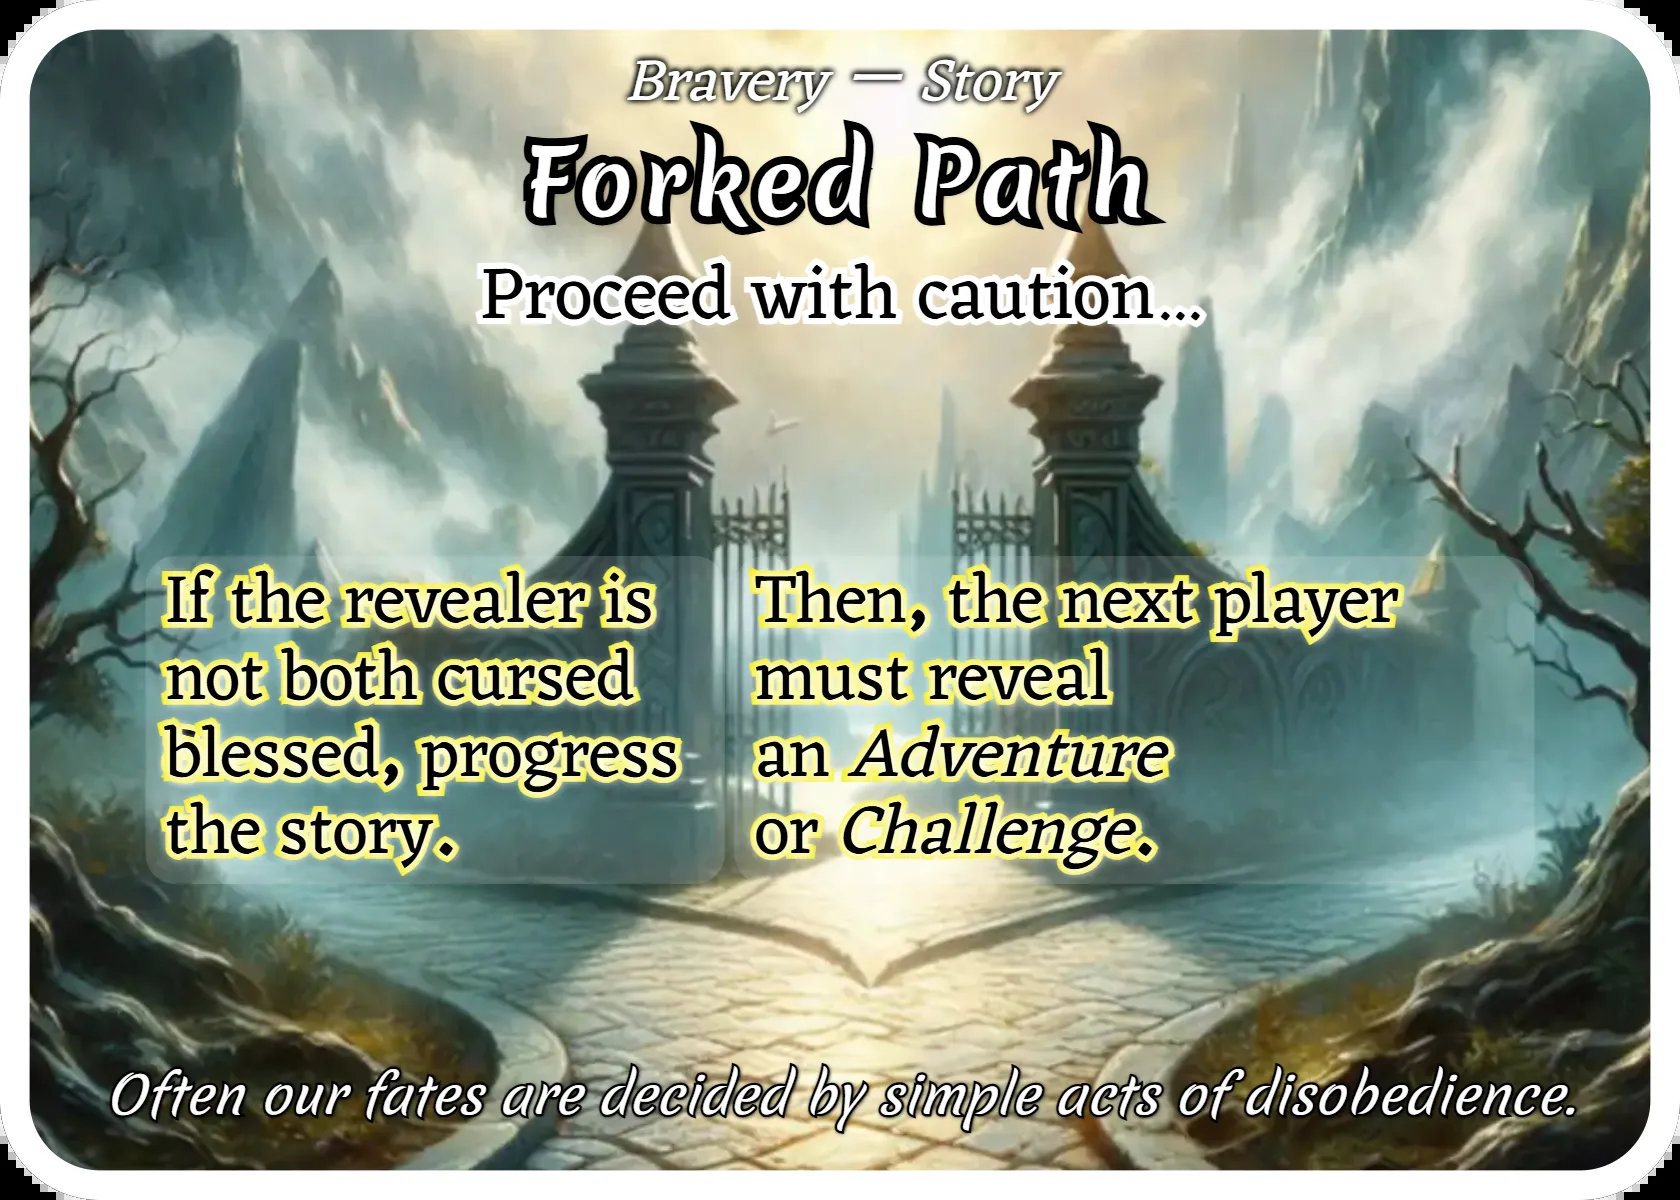 Bravery — Story
Forked Path
Proceed with caution...
If the revealer is
not both cursed
blessed, progress
the story.
Then, the next player
must reveal
an Adventure
or Challenge.
Often our fates are decided by simple acts of disobedience.